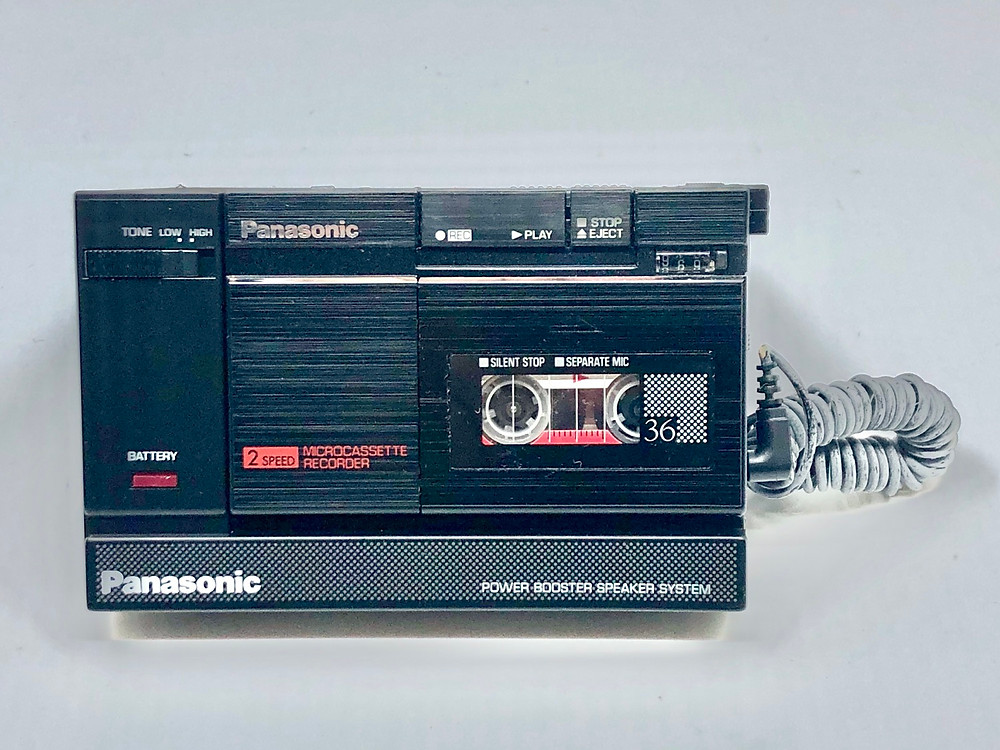 TONE LOW HIGH
Panasonic
REC
PLAY
STOP
EJECT
SILENT STOP
SEPARATE MIC
36
BATTERY
2 SPEED
MICROCASSETTE
RECORDER
Panasonic
POWER BOOSTER SPEAKER SYSTEM